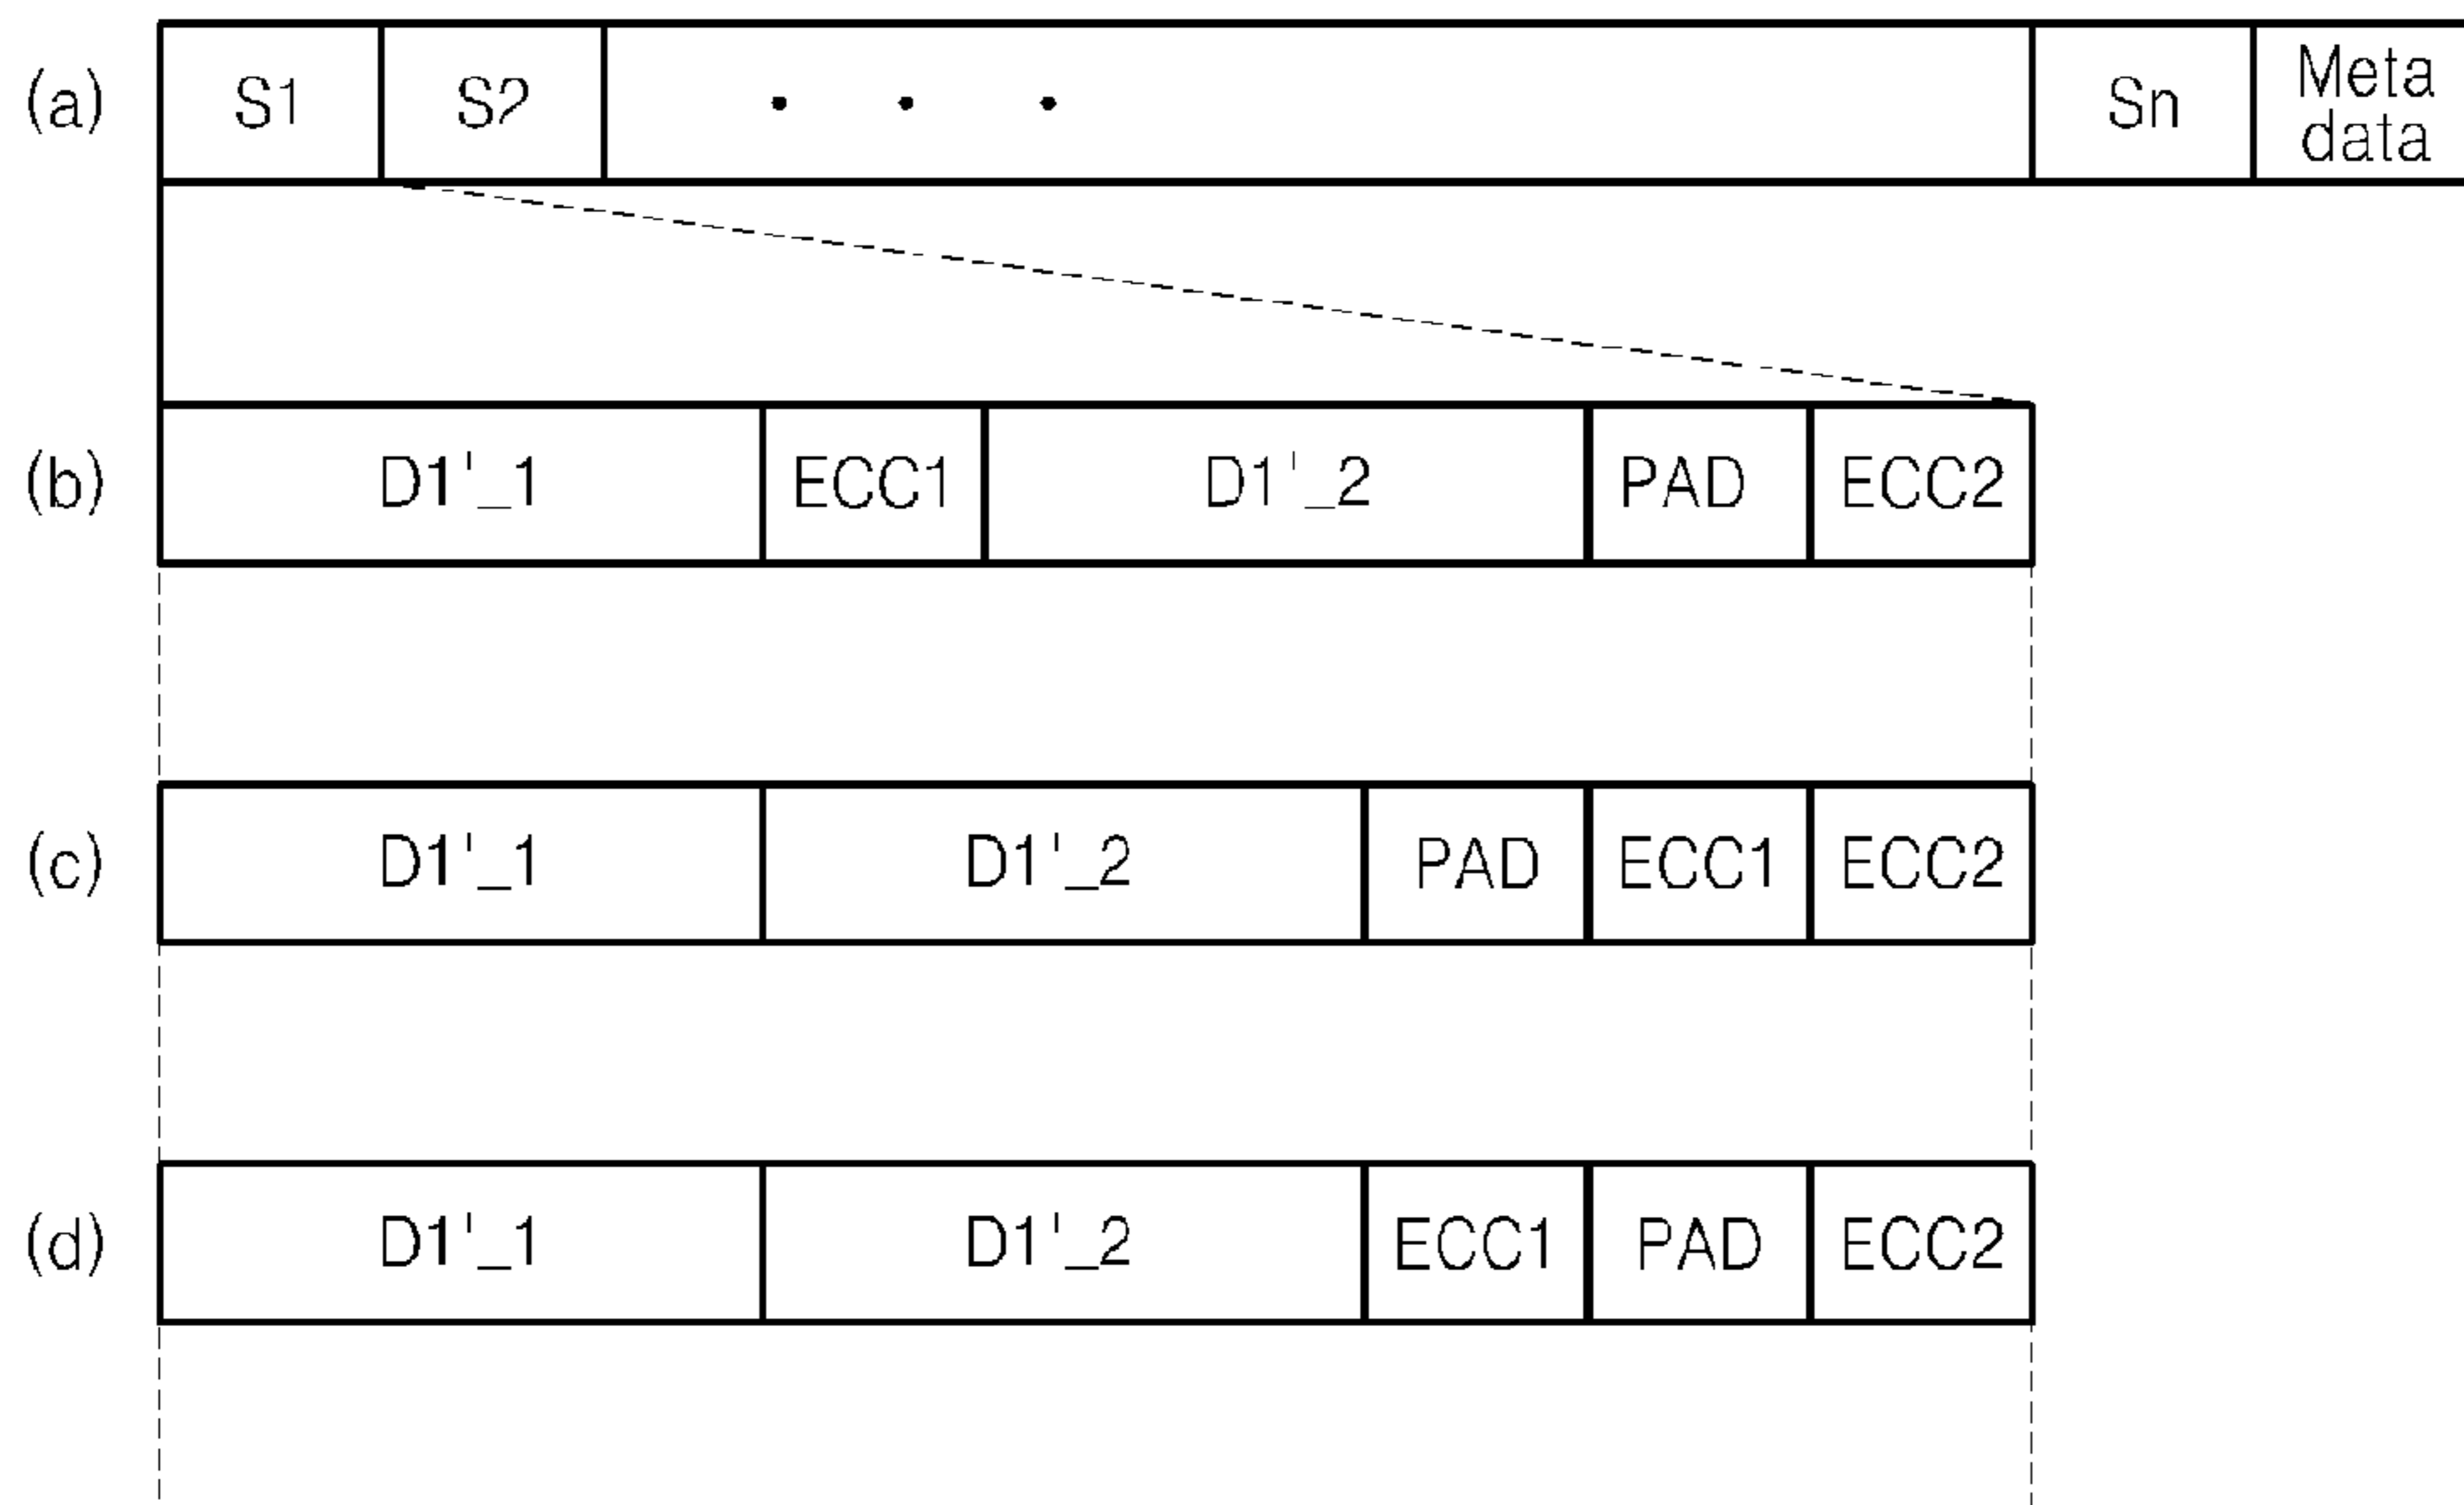 (a) S1 S2 • • • Sn Meta
data
(b) D1'_1 ECC1 D1'_2 PAD ECC2
(c) D1'_1 D1'_2 PAD ECC1 ECC2
(d) D1'_1 D1'_2 ECC1 PAD ECC2